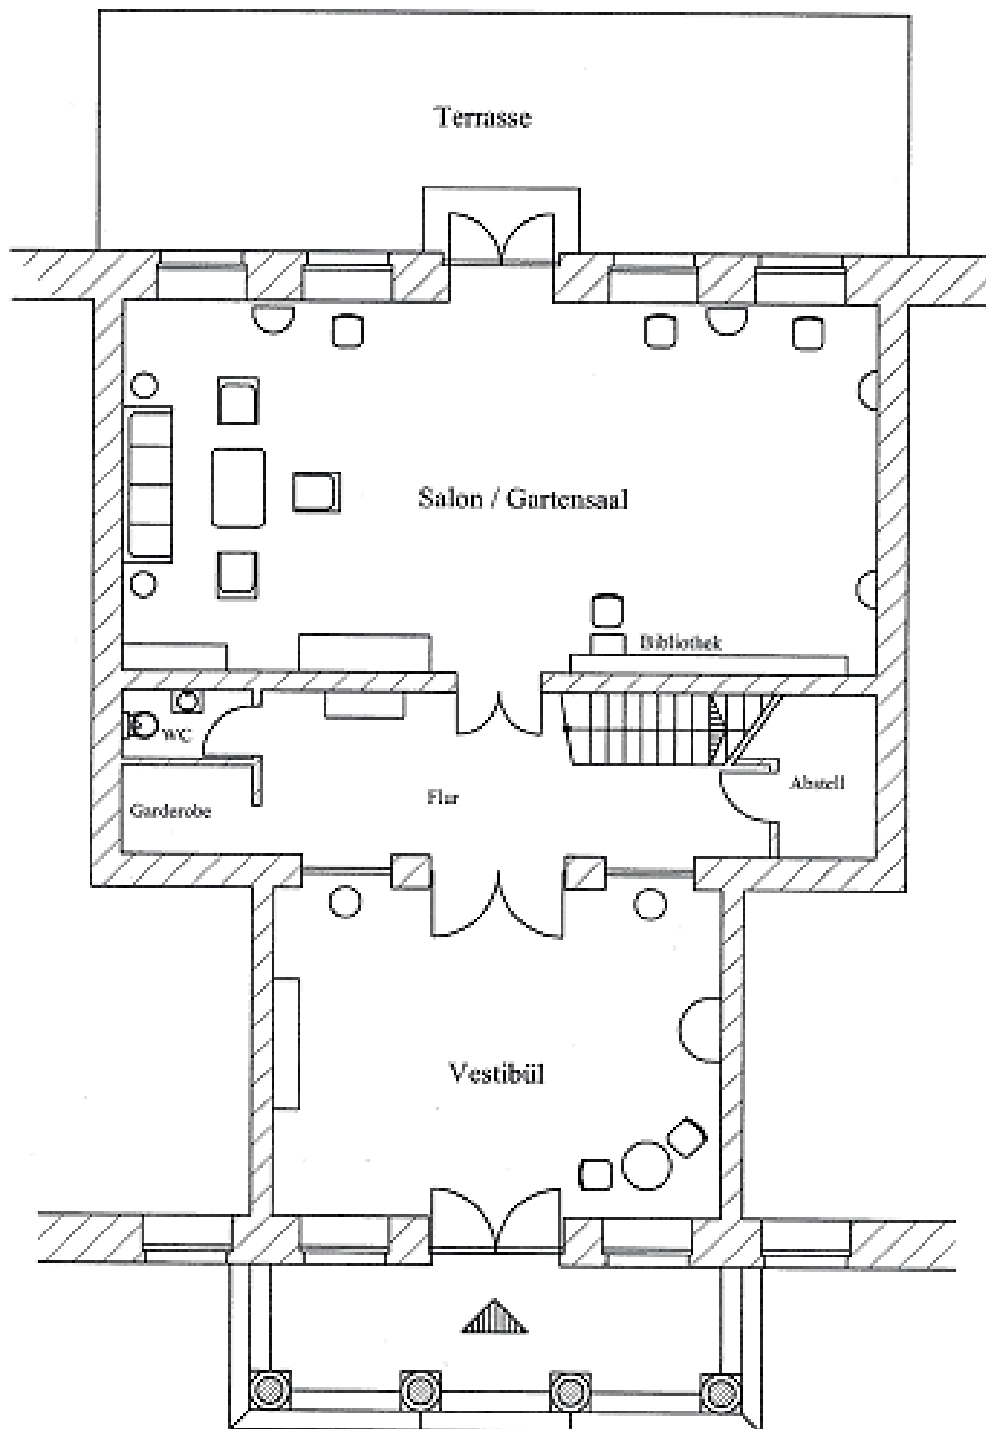 Terrasse
Salon / Gartensaal
Bibliothek
WC
Garderobe
Flur
Abstell
Vestibül